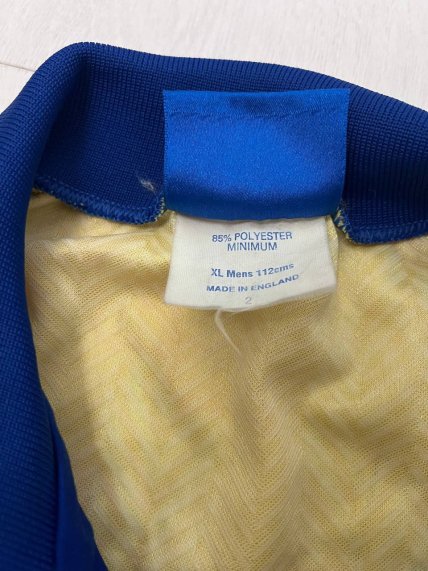 85% POLYESTER
MINIMUM
XL Mens 112cms
MADE IN ENGLAND
2